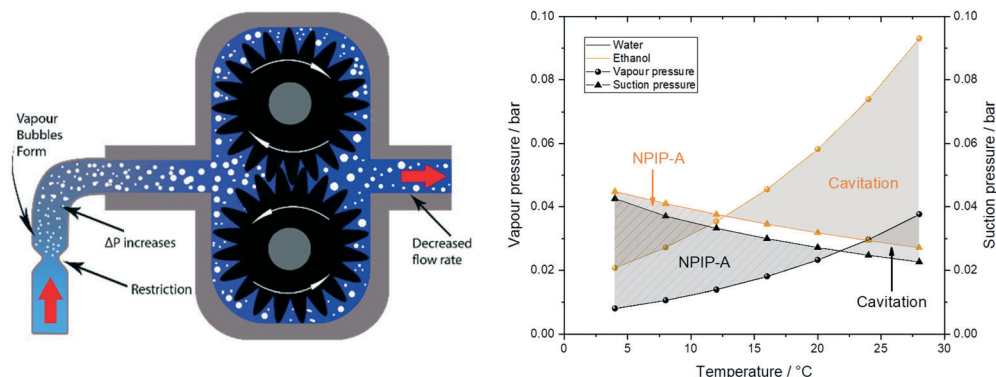 Vapour
Bubbles
Form
ΔP increases
Restriction
Decreased
flow rate
Vapour pressure / bar
0.10
0.08
0.06
0.04
0.02
0.00
Water
Ethanol
Vapour pressure
Suction pressure
NPIP-A
Cavitation
NPIP-A
Cavitation
0.10
0.08
0.06
0.04
0.02
0.00
Suction pressure / bar
0
5
10
15
20
25
30
Temperature / °C